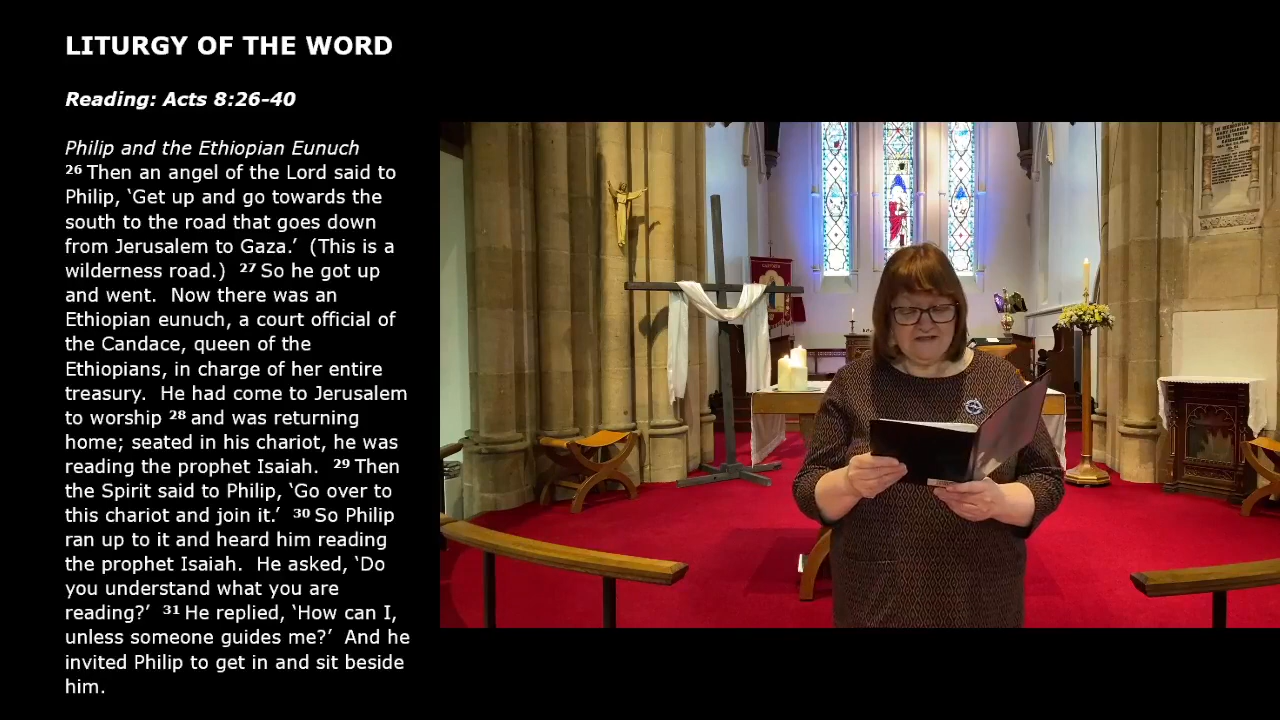 LITURGY OF THE WORD
Reading: Acts 8:26-40
Philip and the Ethiopian Eunuch
26 Then an angel of the Lord said to
Philip, ‘Get up and go towards the
south to the road that goes down
from Jerusalem to Gaza.’ (This is a
wilderness road.) 27 So he got up
and went. Now there was an
Ethiopian eunuch, a court official of
the Candace, queen of the
Ethiopians, in charge of her entire
treasury. He had come to Jerusalem
to worship 28 and was returning
home; seated in his chariot, he was
reading the prophet Isaiah. 29 Then
the Spirit said to Philip, ‘Go over to
this chariot and join it.’ 30 So Philip
ran up to it and heard him reading
the prophet Isaiah. He asked, ‘Do
you understand what you are
reading?’ 31 He replied, ‘How can I,
unless someone guides me?’ And he
invited Philip to get in and sit beside
him.